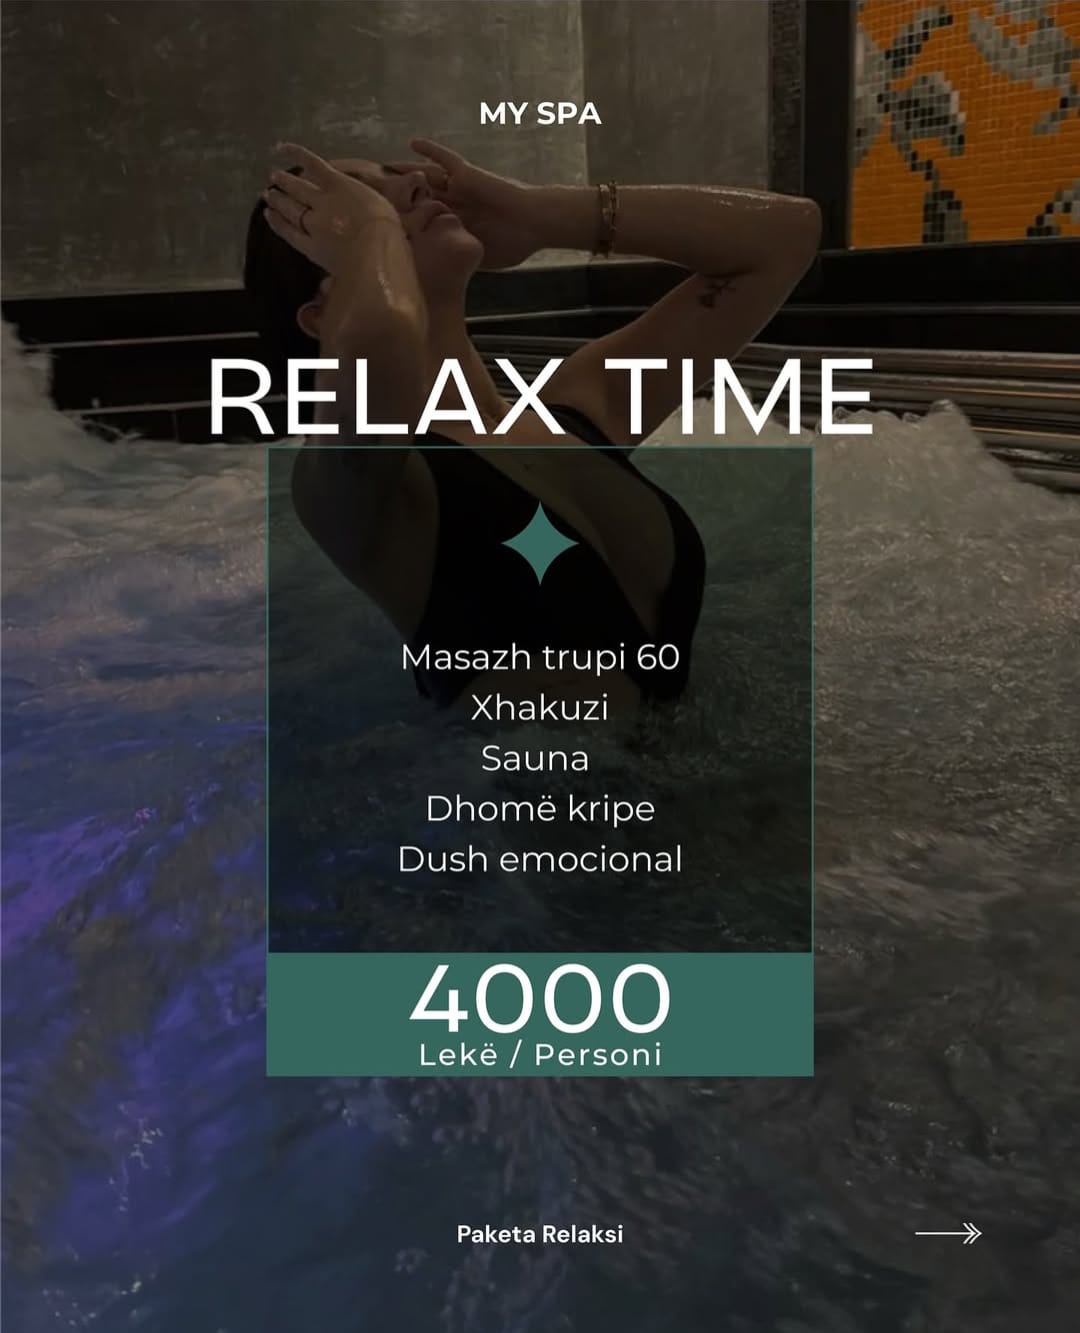 MY SPA
RELAX TIME
Masazh trupi 60
Xhakuzi
Sauna
Dhomë kripe
Dush emocional
4000
Lekë / Personi
Paketa Relaksi